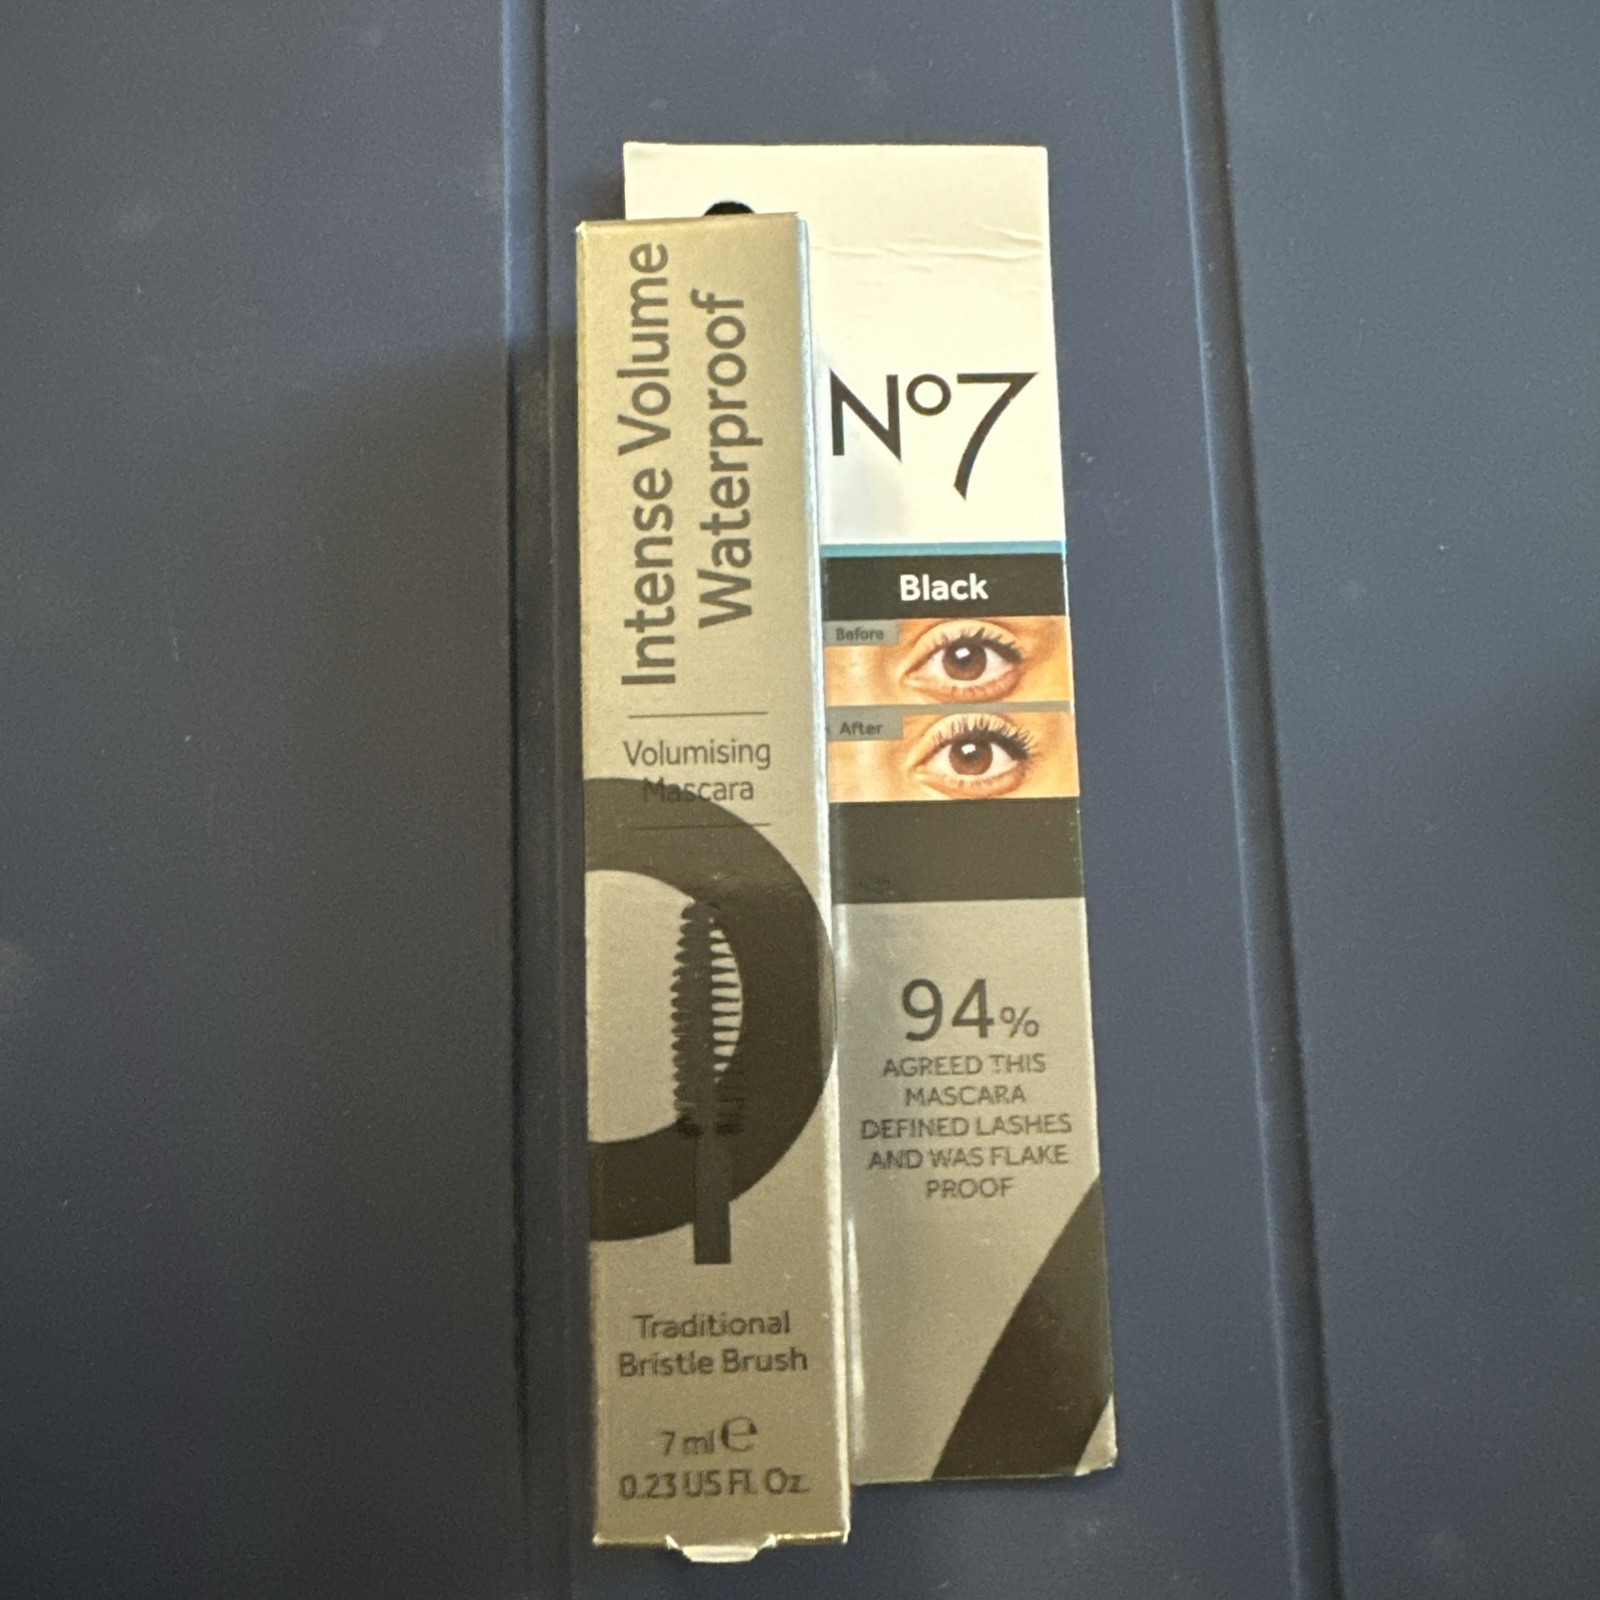 Intense Volume
Waterproof
Volumising
Mascara
Traditional
Bristle Brush
7 ml e
0.23 US Fl. Oz.
No7
Black
Before
After
94%
AGREED THIS
MASCARA
DEFINED LASHES
AND WAS FLAKE
PROOF